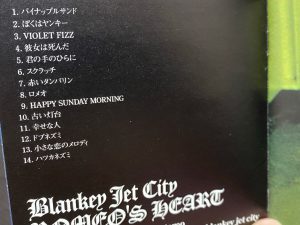 1. パイナップルサンド
2. ぼくはヤンキー
3. VIOLET FIZZ
4. 彼女は死んだ
5. 君の手のひらに
6. スクラッチ
7. 赤いタンバリン
8. ロメオ
9. HAPPY SUNDAY MORNING
10. 古い灯台
11. 幸せな人
12. ドブネズミ
13. 小さな恋のメロディ
14. ハツカネズミ
Blankey Jet City
ROMEO'S HEART
blankey jet city